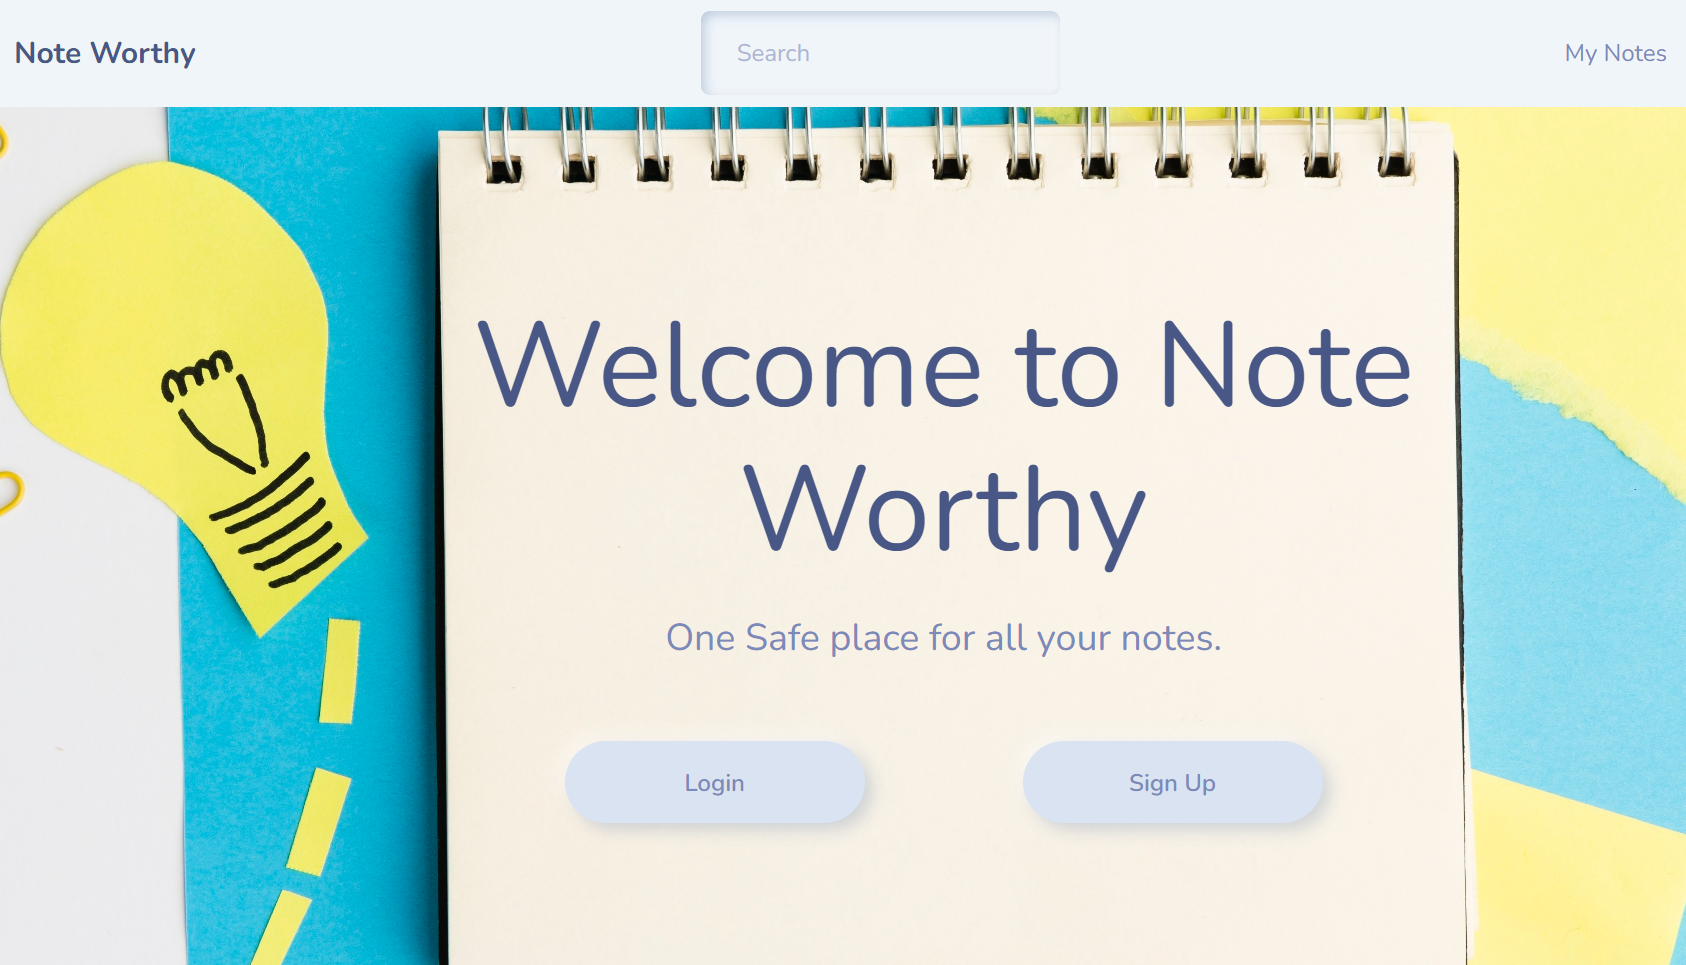 Note Worthy
Search
My Notes
Welcome to Note
Worthy
One Safe place for all your notes.
Login
Sign Up